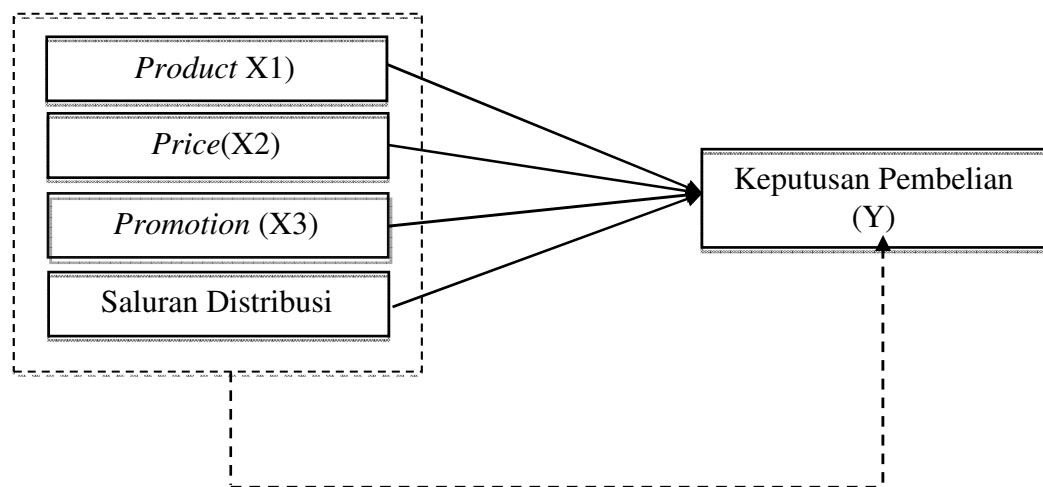 Product X1)
Price(X2)
Promotion (X3)
Saluran Distribusi
Keputusan Pembelian
(Y)